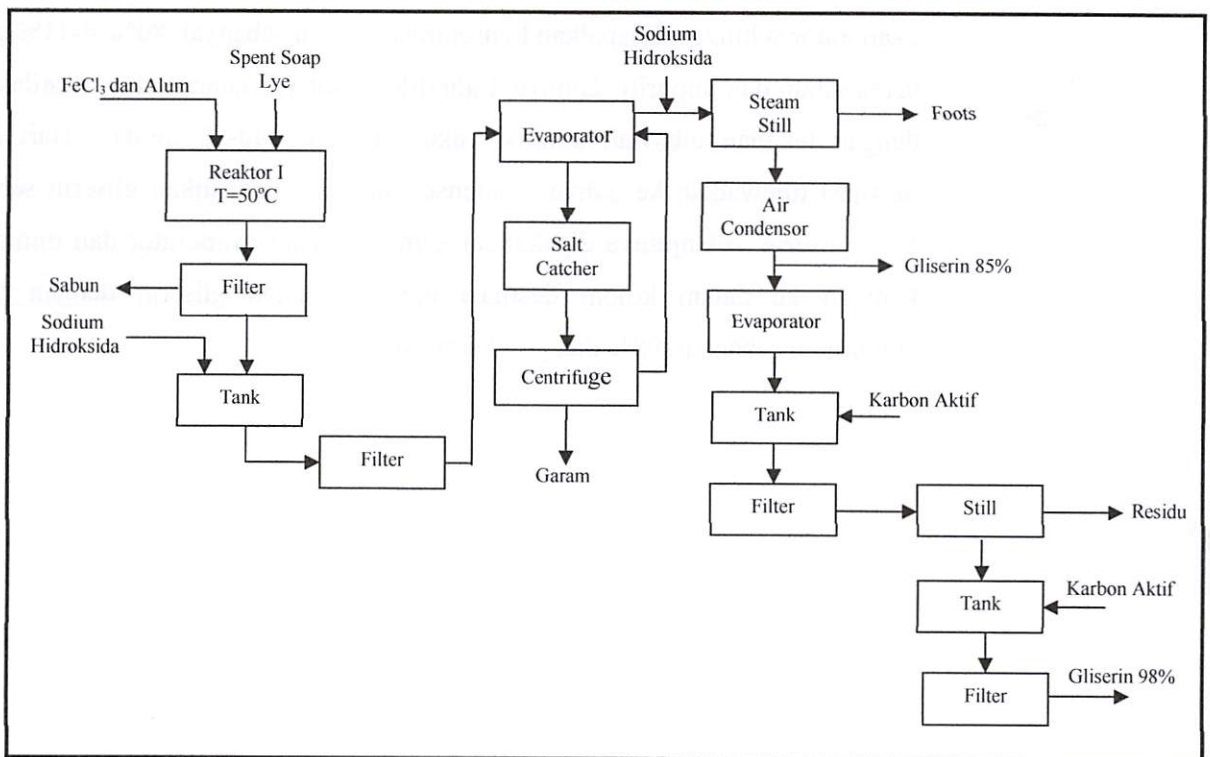 Spent Soap
Lye
FeCl₃ dan Alum
Reaktor I
T=50°C
Sabun
Filter
Sodium
Hidroksida
Tank
Filter
Sodium
Hidroksida
Evaporator
Salt
Catcher
Centrifuge
Garam
Steam
Still
Foots
Air
Condensor
Gliserin 85%
Evaporator
Tank
Karbon Aktif
Filter
Still
Residu
Tank
Karbon Aktif
Filter
Gliserin 98%